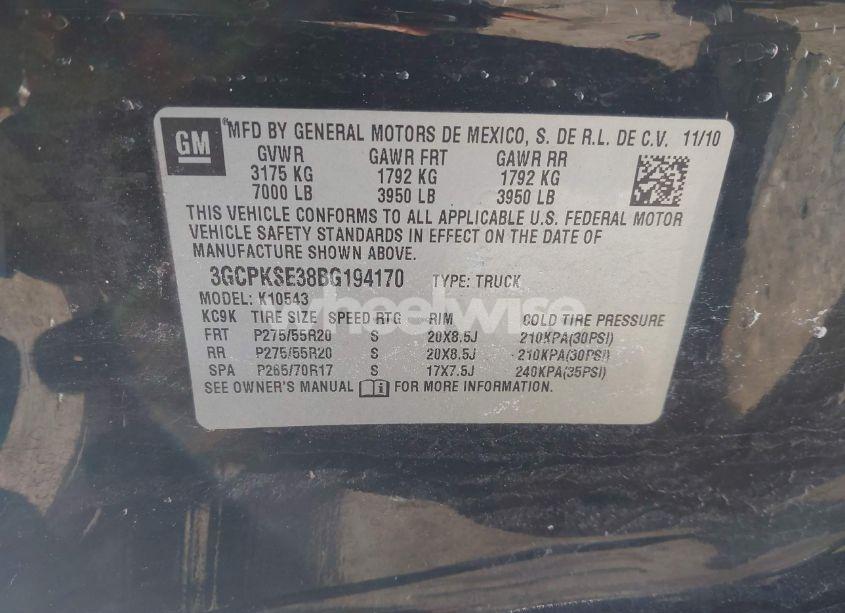 GM
® MFD BY GENERAL MOTORS DE MEXICO, S. DE R.L. DE C.V. 11/10
GVWR GAWR FRT GAWR RR
3175 KG 1792 KG 1792 KG
7000 LB 3950 LB 3950 LB
THIS VEHICLE CONFORMS TO ALL APPLICABLE U.S. FEDERAL MOTOR
VEHICLE SAFETY STANDARDS IN EFFECT ON THE DATE OF
MANUFACTURE SHOWN ABOVE.
3GCPKSE38BG194170 TYPE: TRUCK
MODEL: K10543
wheelwise
KC9K TIRE SIZE SPEED RTG RIM COLD TIRE PRESSURE
FRT P275/55R20 S 20X8.5J 210KPA(30PSI)
RR P275/55R20 S 20X8.5J 210KPA(30PSI)
SPA P265/70R17 S 17X7.5J 240KPA(35PSI)
SEE OWNER'S MANUAL FOR MORE INFORMATION.